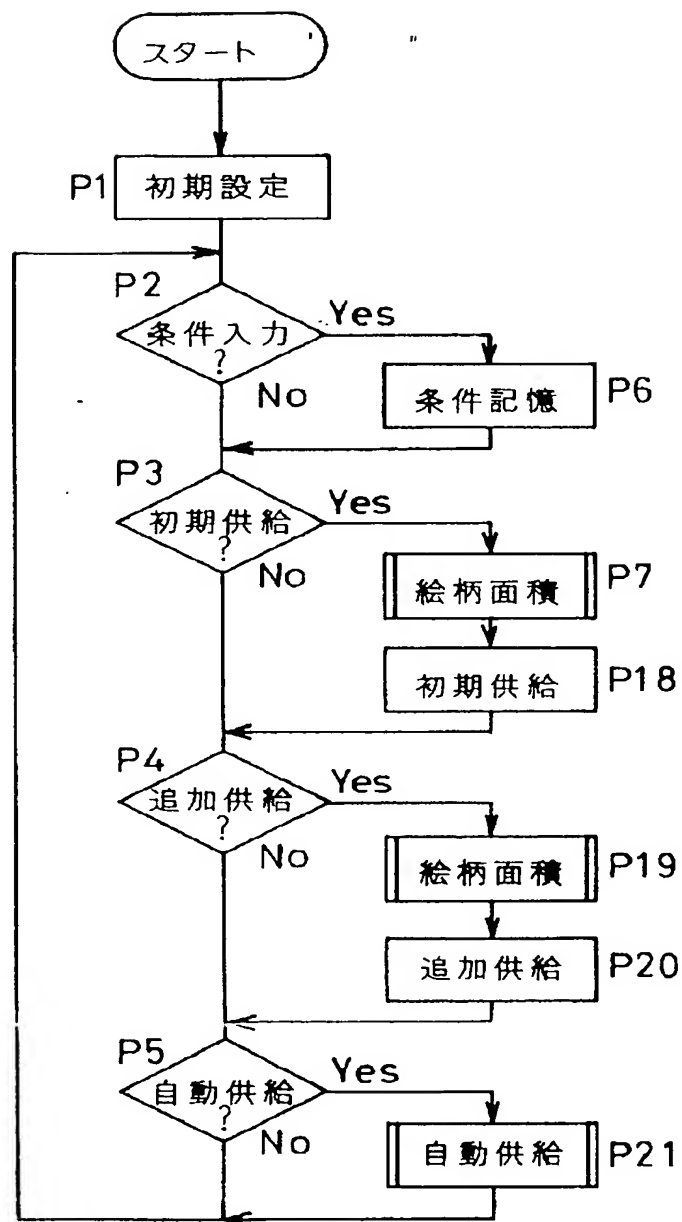 スタート
P1 初期設定
P2
条件入力
?
Yes
No
条件記憶 P6
P3
初期供給
?
Yes
No
絵柄面積 P7
初期供給 P18
P4
追加供給
?
Yes
No
絵柄面積 P19
追加供給 P20
P5
自動供給
?
Yes
No
自動供給 P21